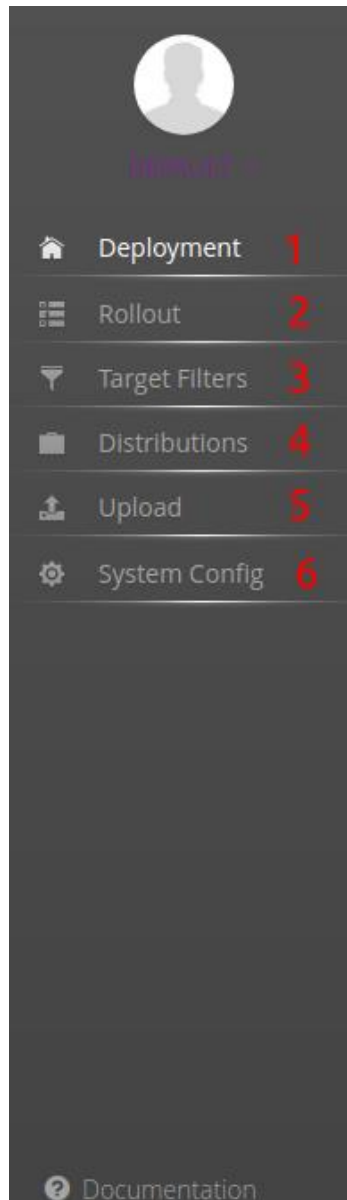 Deployment 1
Rollout 2
Target Filters 3
Distributions 4
Upload 5
System Config 6
Documentation